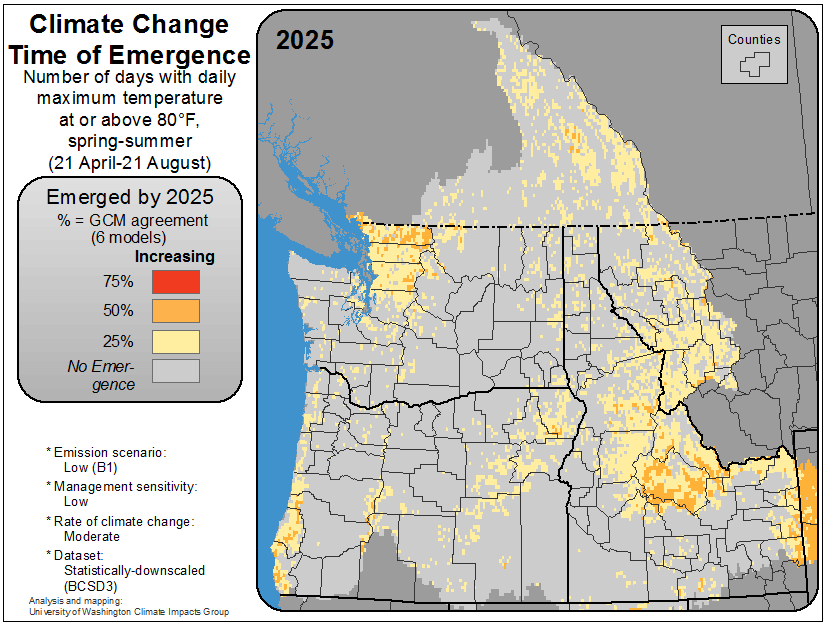 Climate Change
Time of Emergence
Number of days with daily
maximum temperature
at or above 80°F,
spring-summer
(21 April-21 August)
Emerged by 2025
% = GCM agreement
(6 models)
Increasing
75%
50%
25%
No Emer-
gence
* Emission scenario:
Low (B1)
* Management sensitivity:
Low
* Rate of climate change:
Moderate
* Dataset:
Statistically-downscaled
(BCSD3)
Analysis and mapping:
University of Washington Climate Impacts Group
2025
Counties